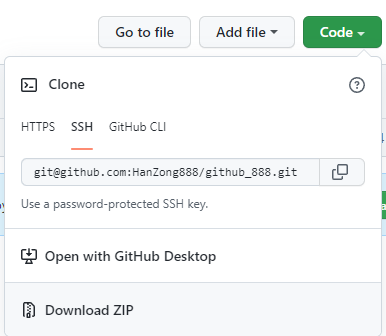 Go to file Add file Code
Clone
HTTPS SSH GitHub CLI
git@github.com:HanZong888/github_888.git
Use a password-protected SSH key.
Open with GitHub Desktop
Download ZIP